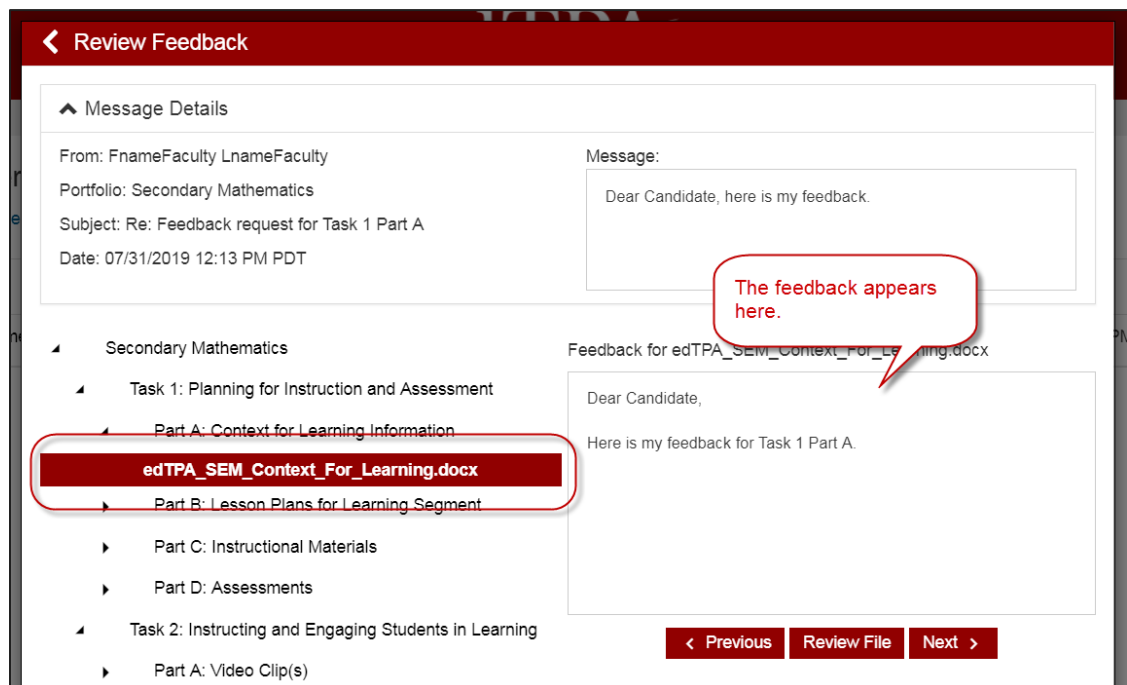 Review Feedback
Message Details
From: FnameFaculty LnameFaculty
Portfolio: Secondary Mathematics
Subject: Re: Feedback request for Task 1 Part A
Date: 07/31/2019 12:13 PM PDT
Message:
Dear Candidate, here is my feedback.
The feedback appears
here.
Secondary Mathematics
Task 1: Planning for Instruction and Assessment
Part A: Context for Learning Information
edTPA_SEM_Context_For_Learning.docx
Part B: Lesson Plans for Learning Segment
Part C: Instructional Materials
Part D: Assessments
Task 2: Instructing and Engaging Students in Learning
Part A: Video Clip(s)
Feedback for edTPA_SEM_Context_For_Learning.docx
Dear Candidate,
Here is my feedback for Task 1 Part A.
Previous
Review File
Next